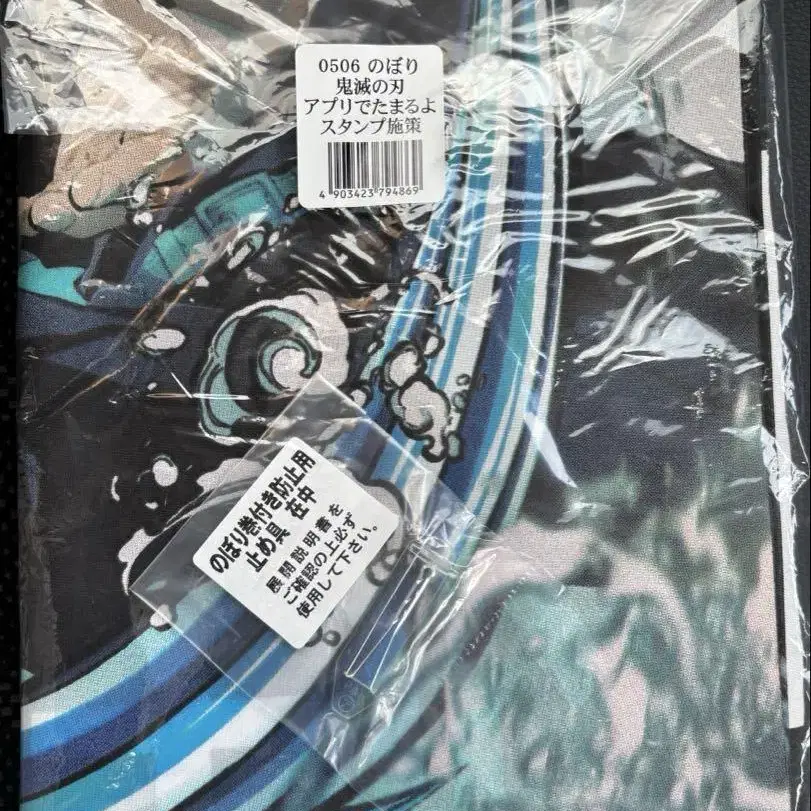 0506 のぼり
鬼滅の刃
アプリでたまるよ
スタンプ施策
4 903423 794869
のぼり巻付き防止用
止め具 在中
展開説明書を
ご確認の上必ず
使用して下さい。